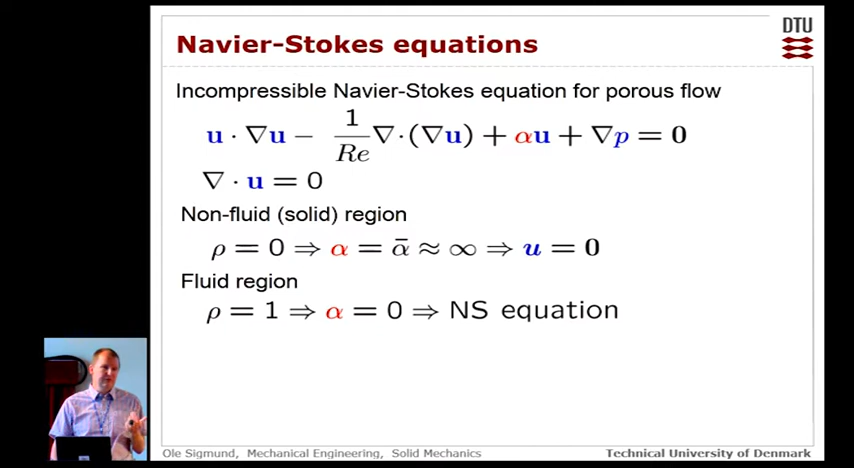 DTU
Navier-Stokes equations
Incompressible Navier-Stokes equation for porous flow
u · ∇u − 1/Re ∇·(∇u) + αu + ∇p = 0
∇ · u = 0
Non-fluid (solid) region
ρ = 0 ⇒ α = ᾱ ≈ ∞ ⇒ u = 0
Fluid region
ρ = 1 ⇒ α = 0 ⇒ NS equation
Ole Sigmund, Mechanical Engineering, Solid Mechanics
Technical University of Denmark